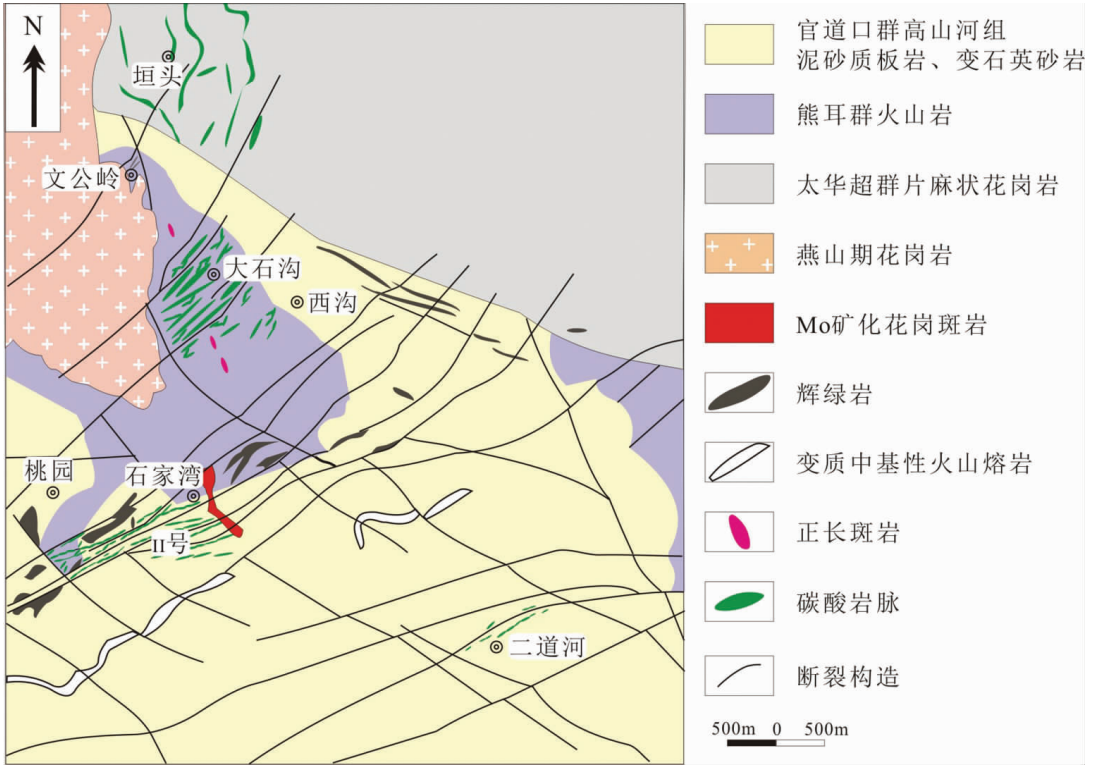 N
垣头
文公岭
大石沟
西沟
桃园
石家湾
II号
二道河
官道口群高山河组
泥砂质板岩、变石英砂岩
熊耳群火山岩
太华超群片麻状花岗岩
燕山期花岗岩
Mo矿化花岗斑岩
辉绿岩
变质中基性火山熔岩
正长斑岩
碳酸岩脉
断裂构造
500m 0 500m